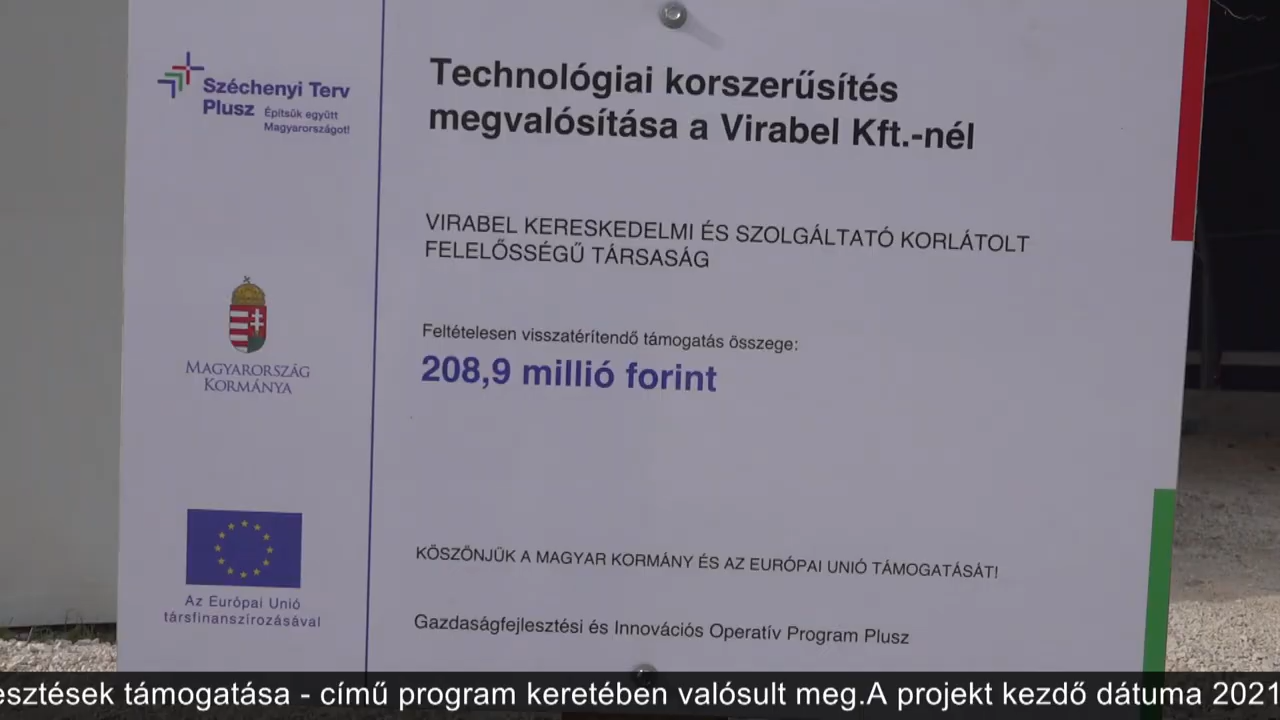 Széchenyi Terv
Plusz
Építsük együtt
Magyarországot!
Technológiai korszerűsítés
megvalósítása a Virabel Kft.-nél
VIRABEL KERESKEDELMI ÉS SZOLGÁLTATÓ KORLÁTOLT
FELELŐSSÉGŰ TÁRSASÁG
Feltételesen visszatérítendő támogatás összege:
208,9 millió forint
MAGYARORSZÁG
KORMÁNYA
Az Európai Unió
társfinanszírozásával
KÖSZÖNJÜK A MAGYAR KORMÁNY ÉS AZ EURÓPAI UNIÓ TÁMOGATÁSÁT!
Gazdaságfejlesztési és Innovációs Operatív Program Plusz
esztések támogatása - című program keretében valósult meg.A projekt kezdő dátuma 2021